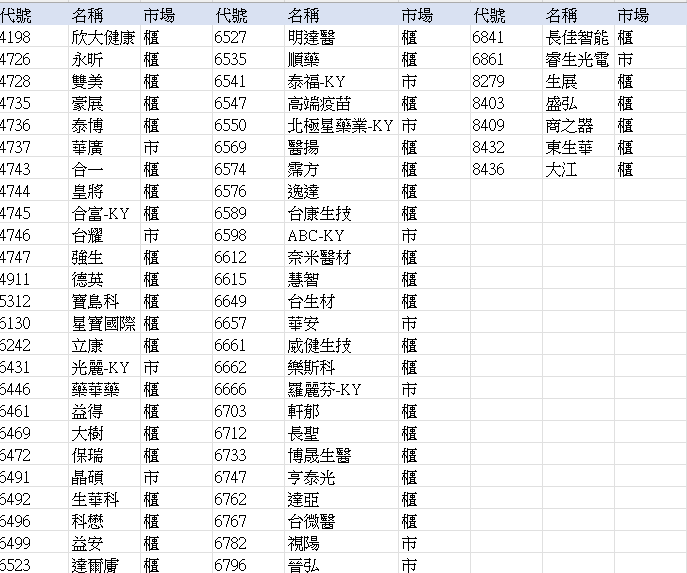 代號 名稱 市場 代號 名稱 市場 代號 名稱 市場
4198 欣大健康 櫃 6527 明達醫 櫃 6841 長佳智能 櫃
4726 永昕 櫃 6535 順藥 櫃 6861 睿生光電 市
4728 雙美 櫃 6541 泰福-KY 市 8279 生展 櫃
4735 豪展 櫃 6547 高端疫苗 櫃 8403 盛弘 櫃
4736 泰博 櫃 6550 北極星藥業-KY 市 8409 商之器 櫃
4737 華廣 市 6569 醫揚 櫃 8432 東生華 櫃
4743 合一 櫃 6574 霈方 櫃 8436 大江 櫃
4744 皇將 櫃 6576 逸達 櫃
4745 合富-KY 櫃 6589 台康生技 櫃
4746 台耀 市 6598 ABC-KY 市
4747 強生 櫃 6612 奈米醫材 櫃
4911 德英 櫃 6615 慧智 櫃
5312 寶島科 櫃 6649 台生材 櫃
6130 星寶國際 櫃 6657 華安 市
6242 立康 櫃 6661 威健生技 櫃
6431 光麗-KY 市 6662 樂斯科 櫃
6446 藥華藥 櫃 6666 羅麗芬-KY 市
6461 益得 櫃 6703 軒郁 櫃
6469 大樹 櫃 6712 長聖 櫃
6472 保瑞 櫃 6733 博晟生醫 櫃
6491 晶碩 市 6747 亨泰光 櫃
6492 生華科 櫃 6762 達亞 櫃
6496 科懋 櫃 6767 台微醫 櫃
6499 益安 櫃 6782 視陽 市
6523 達爾膚 櫃 6796 晉弘 市